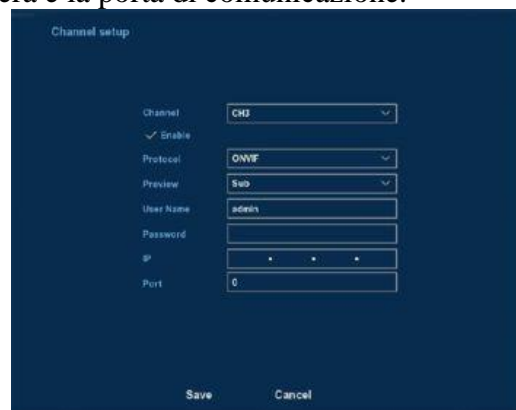 era e la porta di comunicazione.
Channel setup
Channel CH3
✓ Enable
Protocol ONVIF
Preview Sub
User Name admin
Password
IP . . .
Port 0
Save Cancel